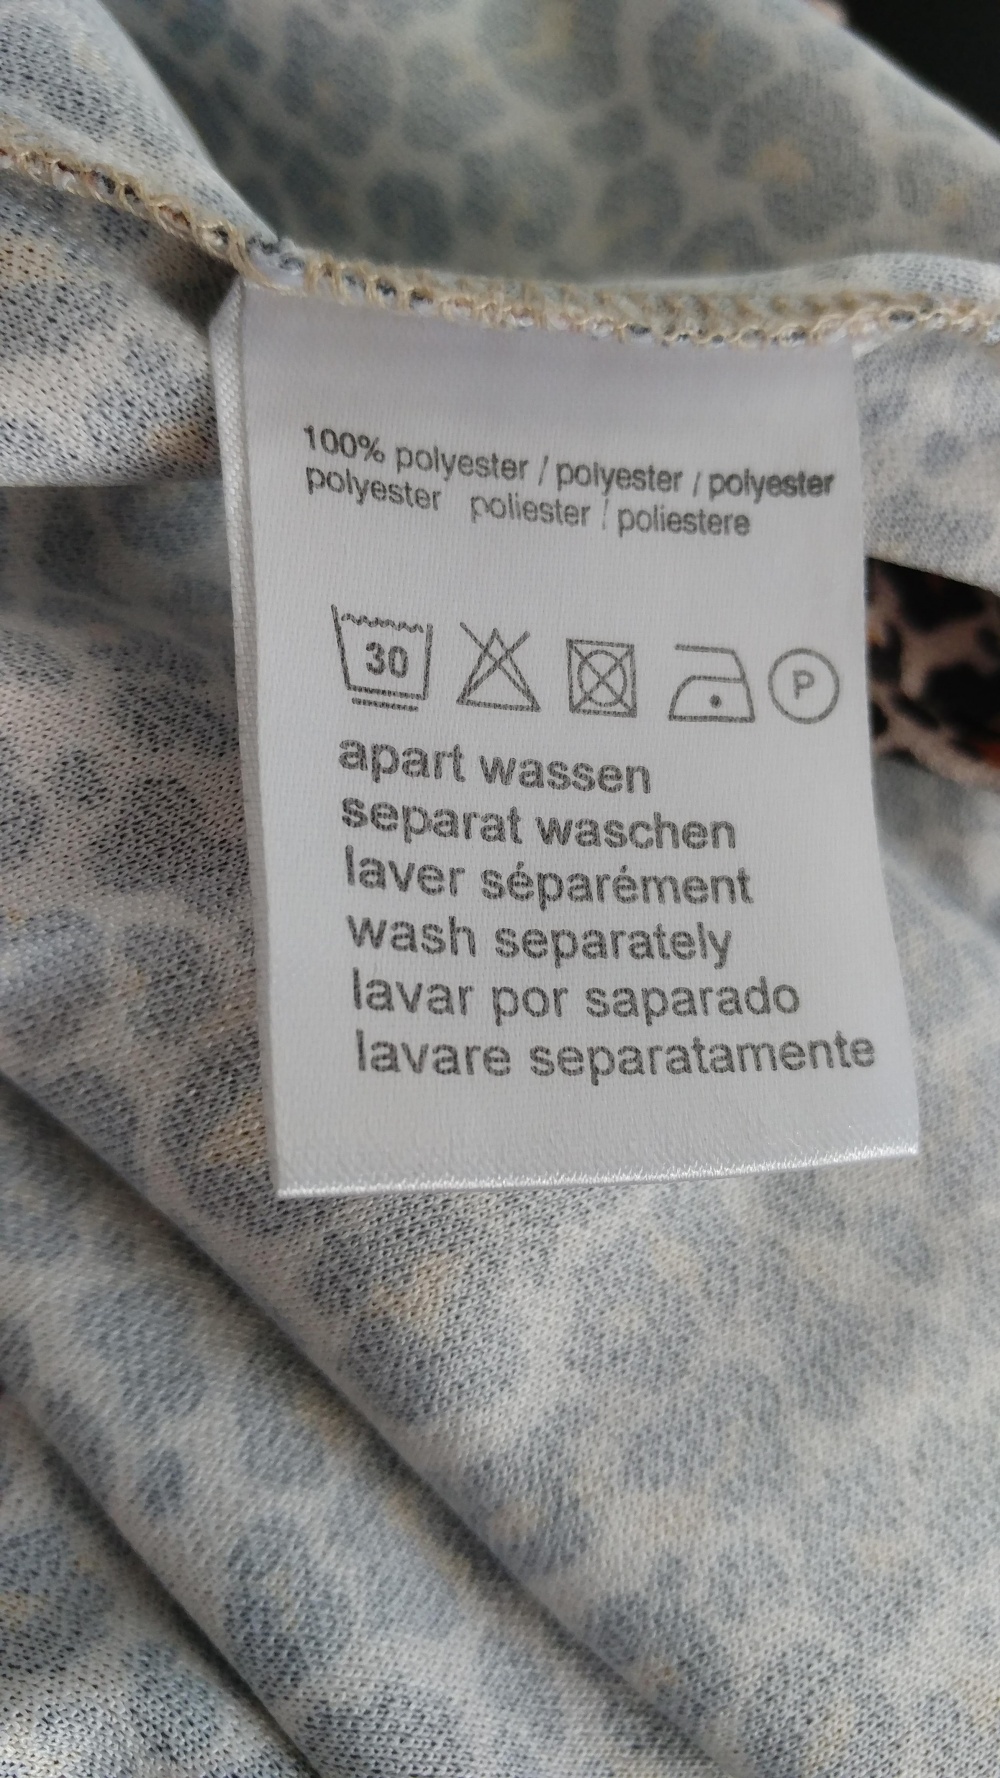 100% polyester / polyester / polyester
polyester poliester / poliestere
30 P
apart wassen
separat waschen
laver séparément
wash separately
lavar por saparado
lavare separatamente